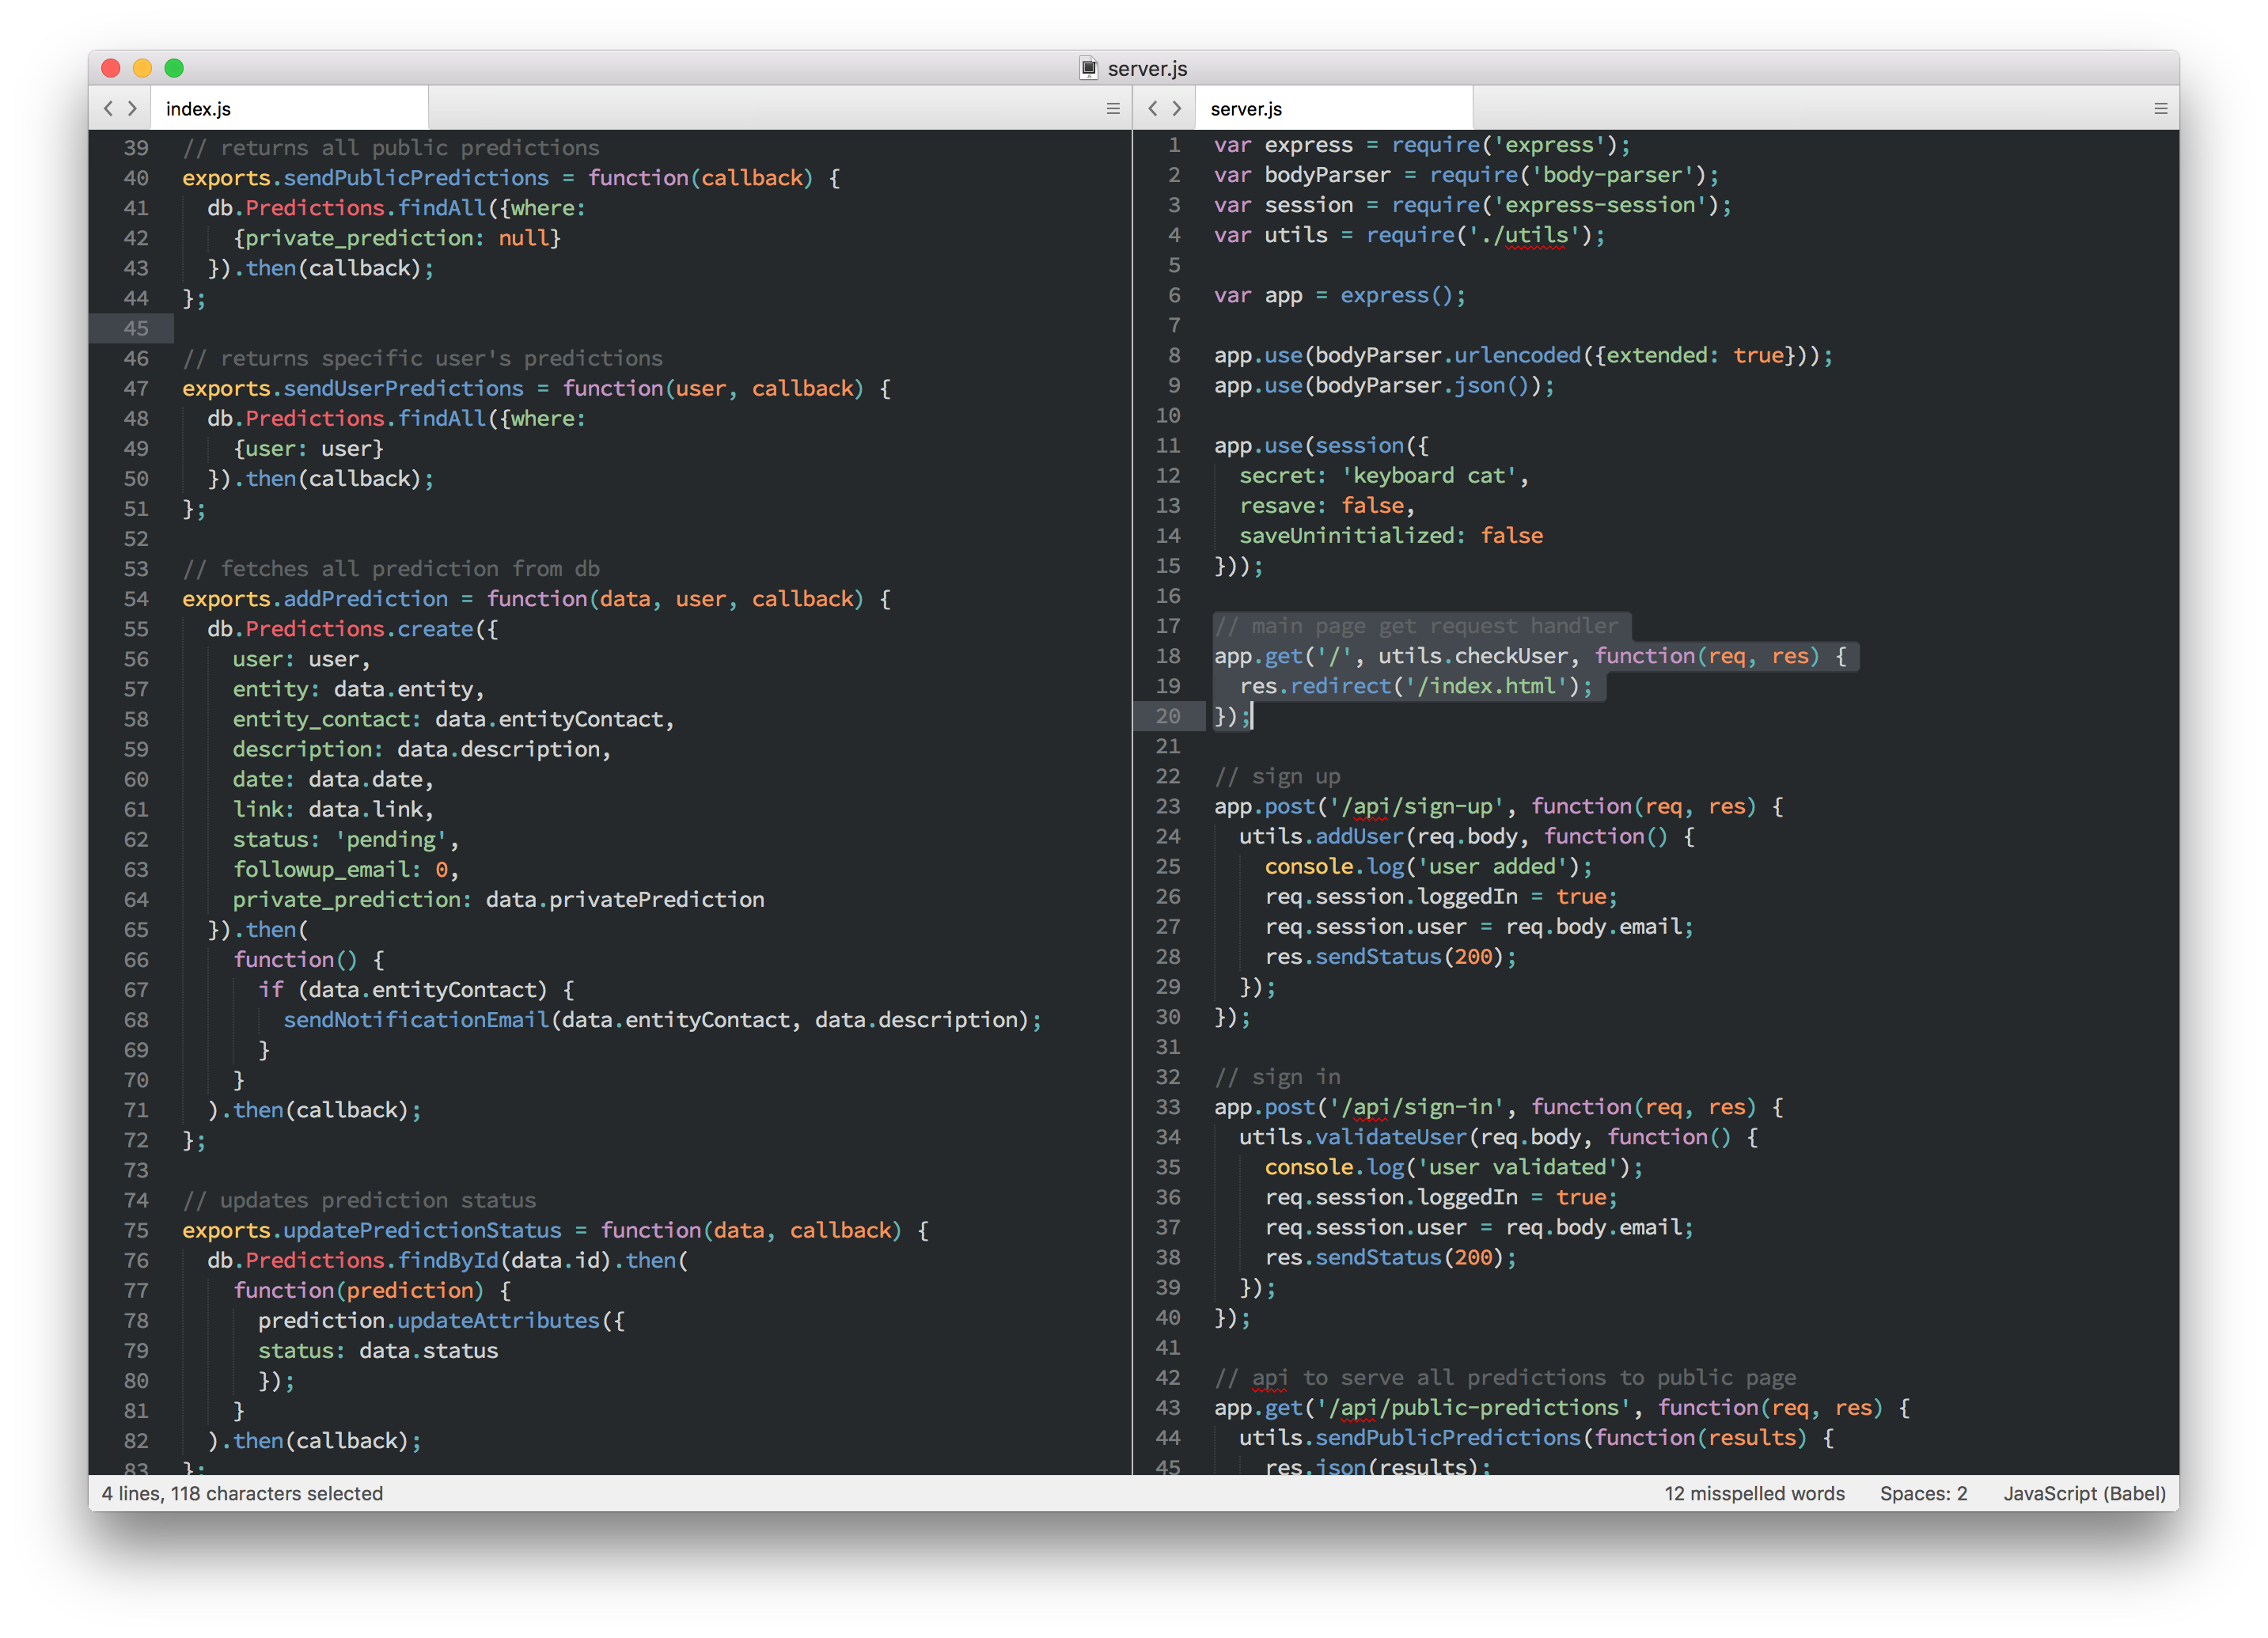 server.js
index.js
39 // returns all public predictions
40 exports.sendPublicPredictions = function(callback) {
41 db.Predictions.findAll({where:
42 {private_prediction: null}
43 }).then(callback);
44 };
45
46 // returns specific user's predictions
47 exports.sendUserPredictions = function(user, callback) {
48 db.Predictions.findAll({where:
49 {user: user}
50 }).then(callback);
51 };
52
53 // fetches all prediction from db
54 exports.addPrediction = function(data, user, callback) {
55 db.Predictions.create({
56 user: user,
57 entity: data.entity,
58 entity_contact: data.entityContact,
59 description: data.description,
60 date: data.date,
61 link: data.link,
62 status: 'pending',
63 followup_email: 0,
64 private_prediction: data.privatePrediction
65 }).then(
66 function() {
67 if (data.entityContact) {
68 sendNotificationEmail(data.entityContact, data.description);
69 }
70 }
71 ).then(callback);
72 };
73
74 // updates prediction status
75 exports.updatePredictionStatus = function(data, callback) {
76 db.Predictions.findById(data.id).then(
77 function(prediction) {
78 prediction.updateAttributes({
79 status: data.status
80 });
81 }
82 ).then(callback);
83 };
server.js
1 var express = require('express');
2 var bodyParser = require('body-parser');
3 var session = require('express-session');
4 var utils = require('./utils');
5
6 var app = express();
7
8 app.use(bodyParser.urlencoded({extended: true}));
9 app.use(bodyParser.json());
10
11 app.use(session({
12 secret: 'keyboard cat',
13 resave: false,
14 saveUninitialized: false
15 }));
16
17 // main page get request handler
18 app.get('/', utils.checkUser, function(req, res) {
19 res.redirect('/index.html');
20 });
21
22 // sign up
23 app.post('/api/sign-up', function(req, res) {
24 utils.addUser(req.body, function() {
25 console.log('user added');
26 req.session.loggedIn = true;
27 req.session.user = req.body.email;
28 res.sendStatus(200);
29 });
30 });
31
32 // sign in
33 app.post('/api/sign-in', function(req, res) {
34 utils.validateUser(req.body, function() {
35 console.log('user validated');
36 req.session.loggedIn = true;
37 req.session.user = req.body.email;
38 res.sendStatus(200);
39 });
40 });
41
42 // api to serve all predictions to public page
43 app.get('/api/public-predictions', function(req, res) {
44 utils.sendPublicPredictions(function(results) {
45 res.json(results);
4 lines, 118 characters selected
12 misspelled words Spaces: 2 JavaScript (Babel)